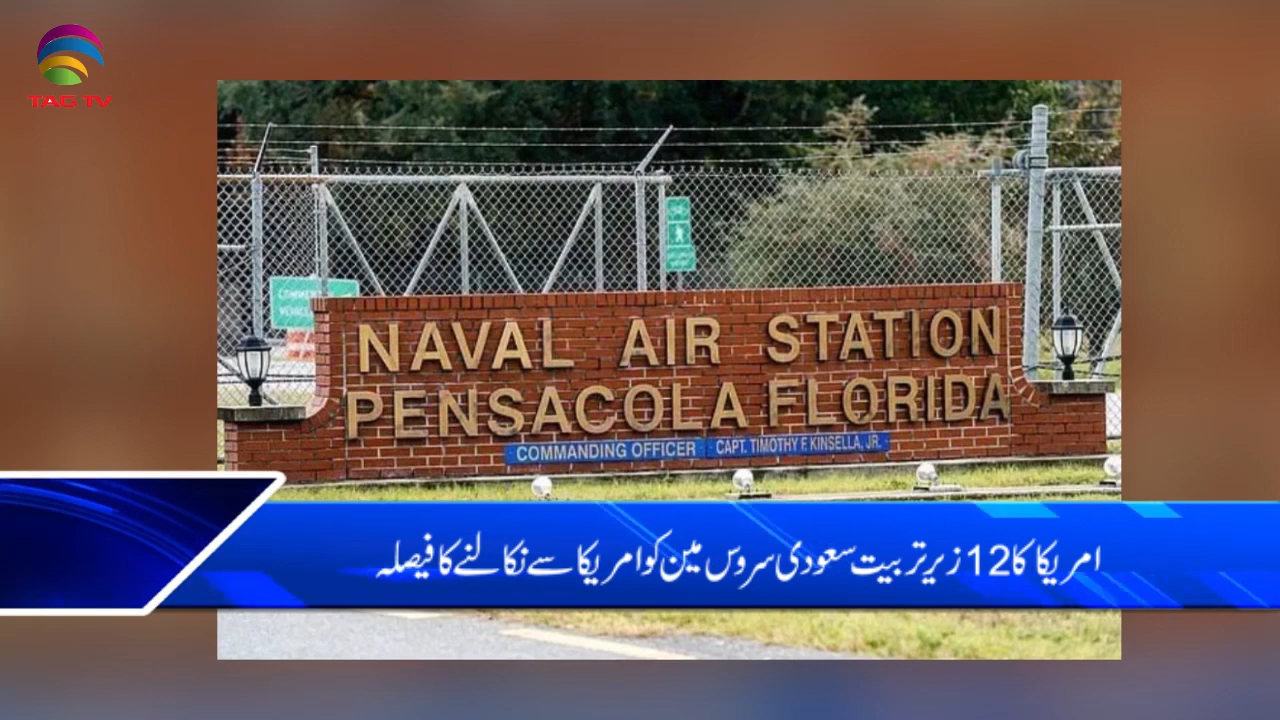 TAG TV
NAVAL AIR STATION
PENSACOLA FLORIDA
COMMANDING OFFICER CAPT. TIMOTHY F. KINSELLA, JR.
امریکا کا 12 زیر تربیت سعودی سروس مین کو امریکا سے نکالنے کا فیصلہ